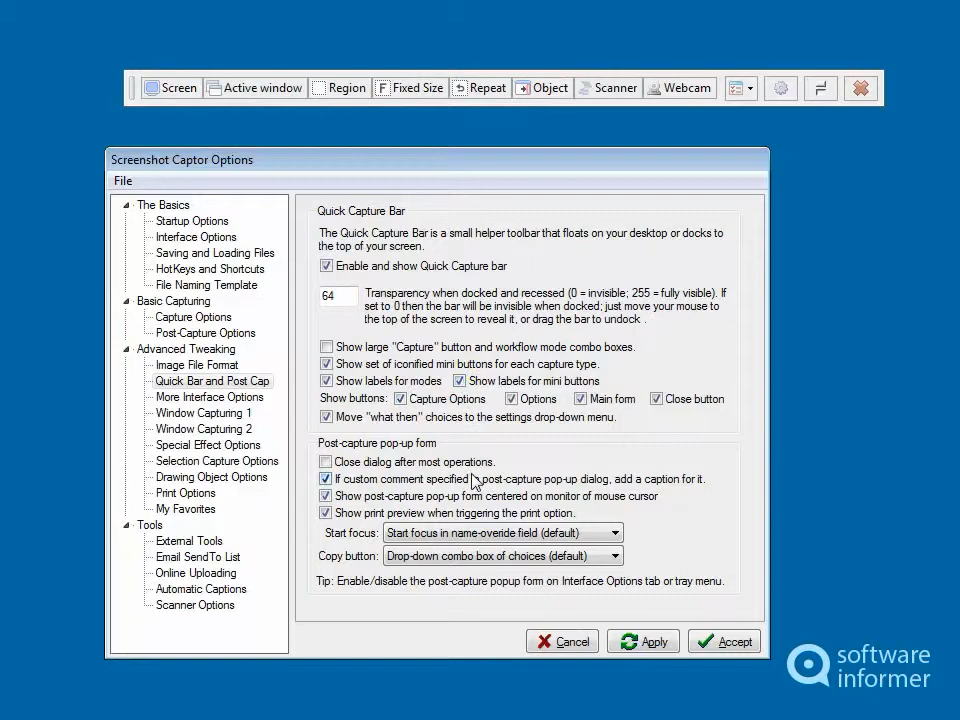 Screen Active window Region Fixed Size Repeat Object Scanner Webcam
Screenshot Captor Options
File
The Basics
Startup Options
Interface Options
Saving and Loading Files
HotKeys and Shortcuts
File Naming Template
Basic Capturing
Capture Options
Post-Capture Options
Advanced Tweaking
Image File Format
Quick Bar and Post Cap
More Interface Options
Window Capturing 1
Window Capturing 2
Special Effect Options
Selection Capture Options
Drawing Object Options
Print Options
My Favorites
Tools
External Tools
Email SendTo List
Online Uploading
Automatic Captions
Scanner Options
Quick Capture Bar
The Quick Capture Bar is a small helper toolbar that floats on your desktop or docks to
the top of your screen.
Enable and show Quick Capture bar
64
Transparency when docked and recessed (0 = invisible; 255 = fully visible). If
set to 0 then the bar will be invisible when docked; just move your mouse to
the top of the screen to reveal it, or drag the bar to undock .
Show large "Capture" button and workflow mode combo boxes.
Show set of iconified mini buttons for each capture type.
Show labels for modes Show labels for mini buttons
Show buttons: Capture Options Options Main form Close button
Move "what then" choices to the settings drop-down menu.
Post-capture pop-up form
Close dialog after most operations.
If custom comment specified post-capture pop-up dialog, add a caption for it.
Show post-capture pop-up form centered on monitor of mouse cursor
Show print preview when triggering the print option.
Start focus: Start focus in name-overide field (default)
Copy button: Drop-down combo box of choices (default)
Tip: Enable/disable the post-capture popup form on Interface Options tab or tray menu.
Cancel Apply Accept
software
informer